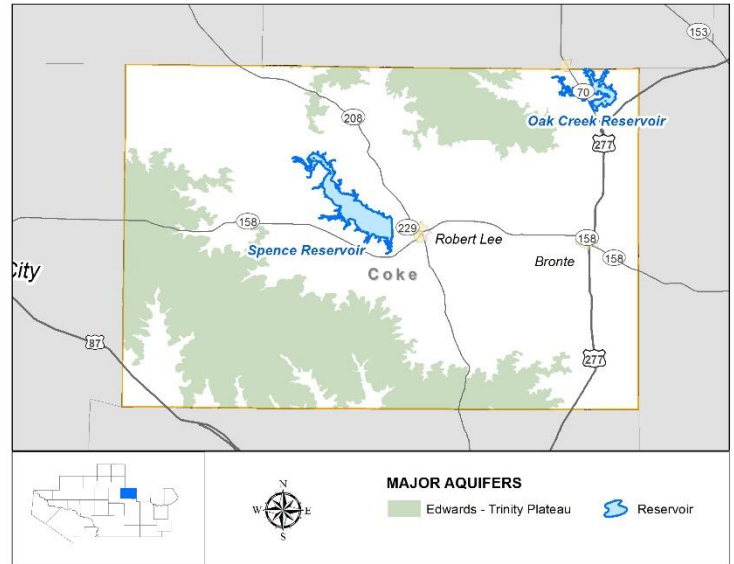 153
70
Oak Creek Reservoir
208
277
158
229
Robert Lee
158
Spence Reservoir
Bronte
158
Coke
City
87
277
MAJOR AQUIFERS
Edwards - Trinity Plateau
Reservoir
N
W
E
S